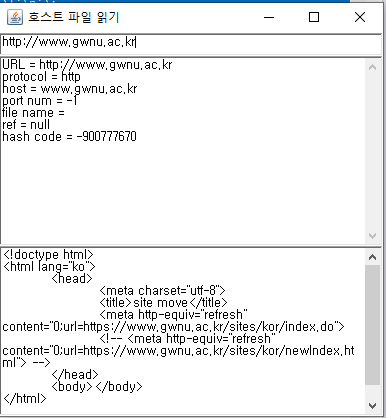 호스트 파일 읽기
http://www.gwnu.ac.kr
URL = http://www.gwnu.ac.kr
protocol = http
host = www.gwnu.ac.kr
port num = -1
file name =
ref = null
hash code = -900777670
<!doctype html>
<html lang="ko">
<head>
<meta charset="utf-8">
<title>site move</title>
<meta http-equiv="refresh"
content="0;url=https://www.gwnu.ac.kr/sites/kor/index.do">
<!-- <meta http-equiv="refresh"
content="0;url=https://www.gwnu.ac.kr/sites/kor/newIndex.ht
ml"> -->
</head>
<body></body>
</html>